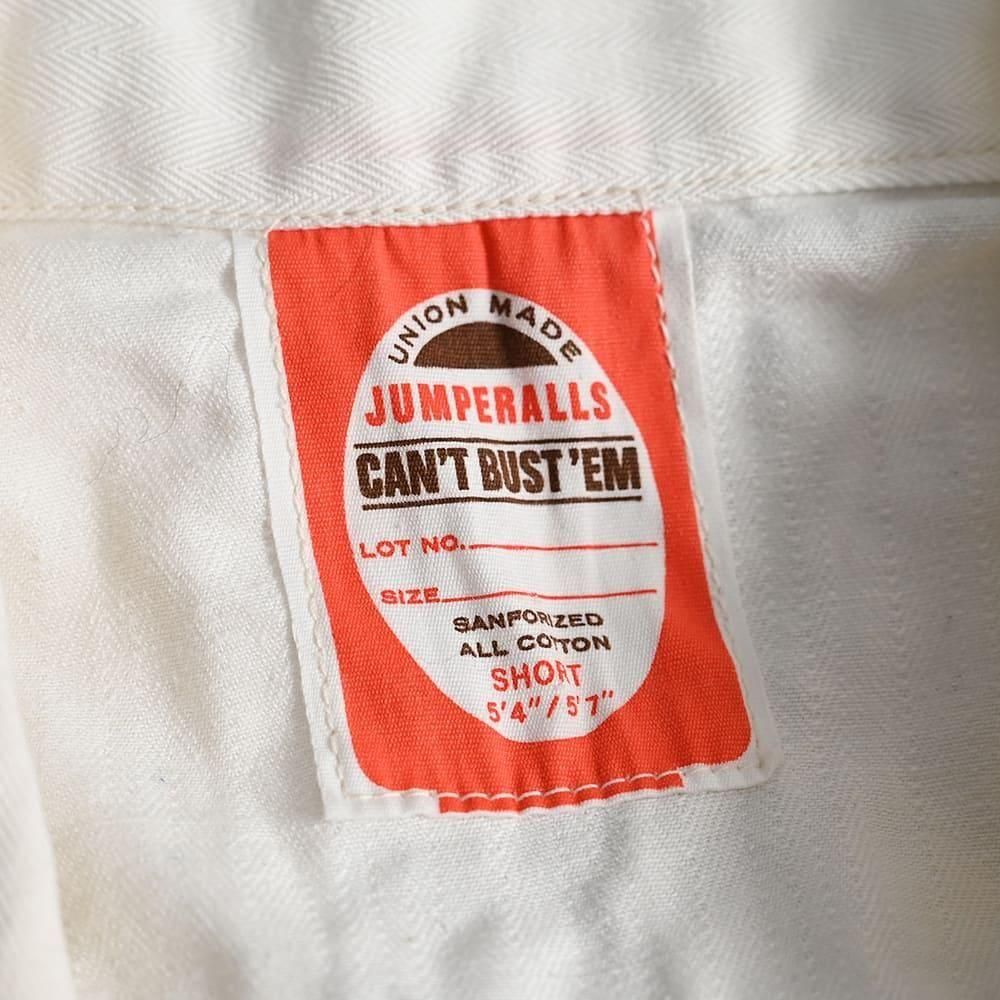 UNION MADE
JUMPERALLS
CAN'T BUST 'EM
LOT NO.
SIZE
SANFORIZED
ALL COTTON
SHORT
5'4"/5'7"